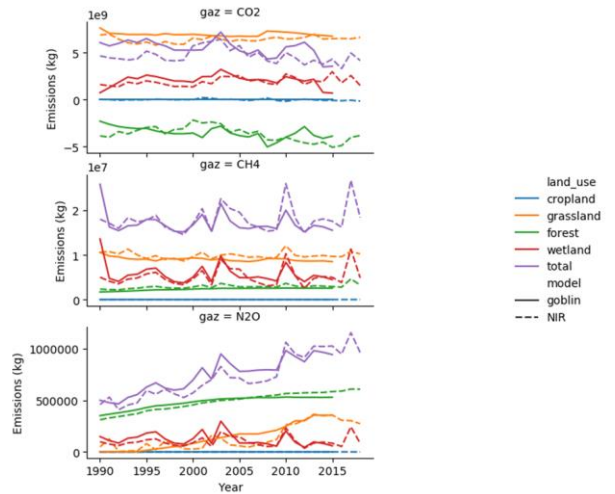 gaz = CO2
1e9
5
0
−5
Emissions (kg)
gaz = CH4
1e7
2
1
0
Emissions (kg)
gaz = N2O
1000000
500000
0
Emissions (kg)
1990 1995 2000 2005 2010 2015
Year
land_use
cropland
grassland
forest
wetland
total
model
goblin
NIR